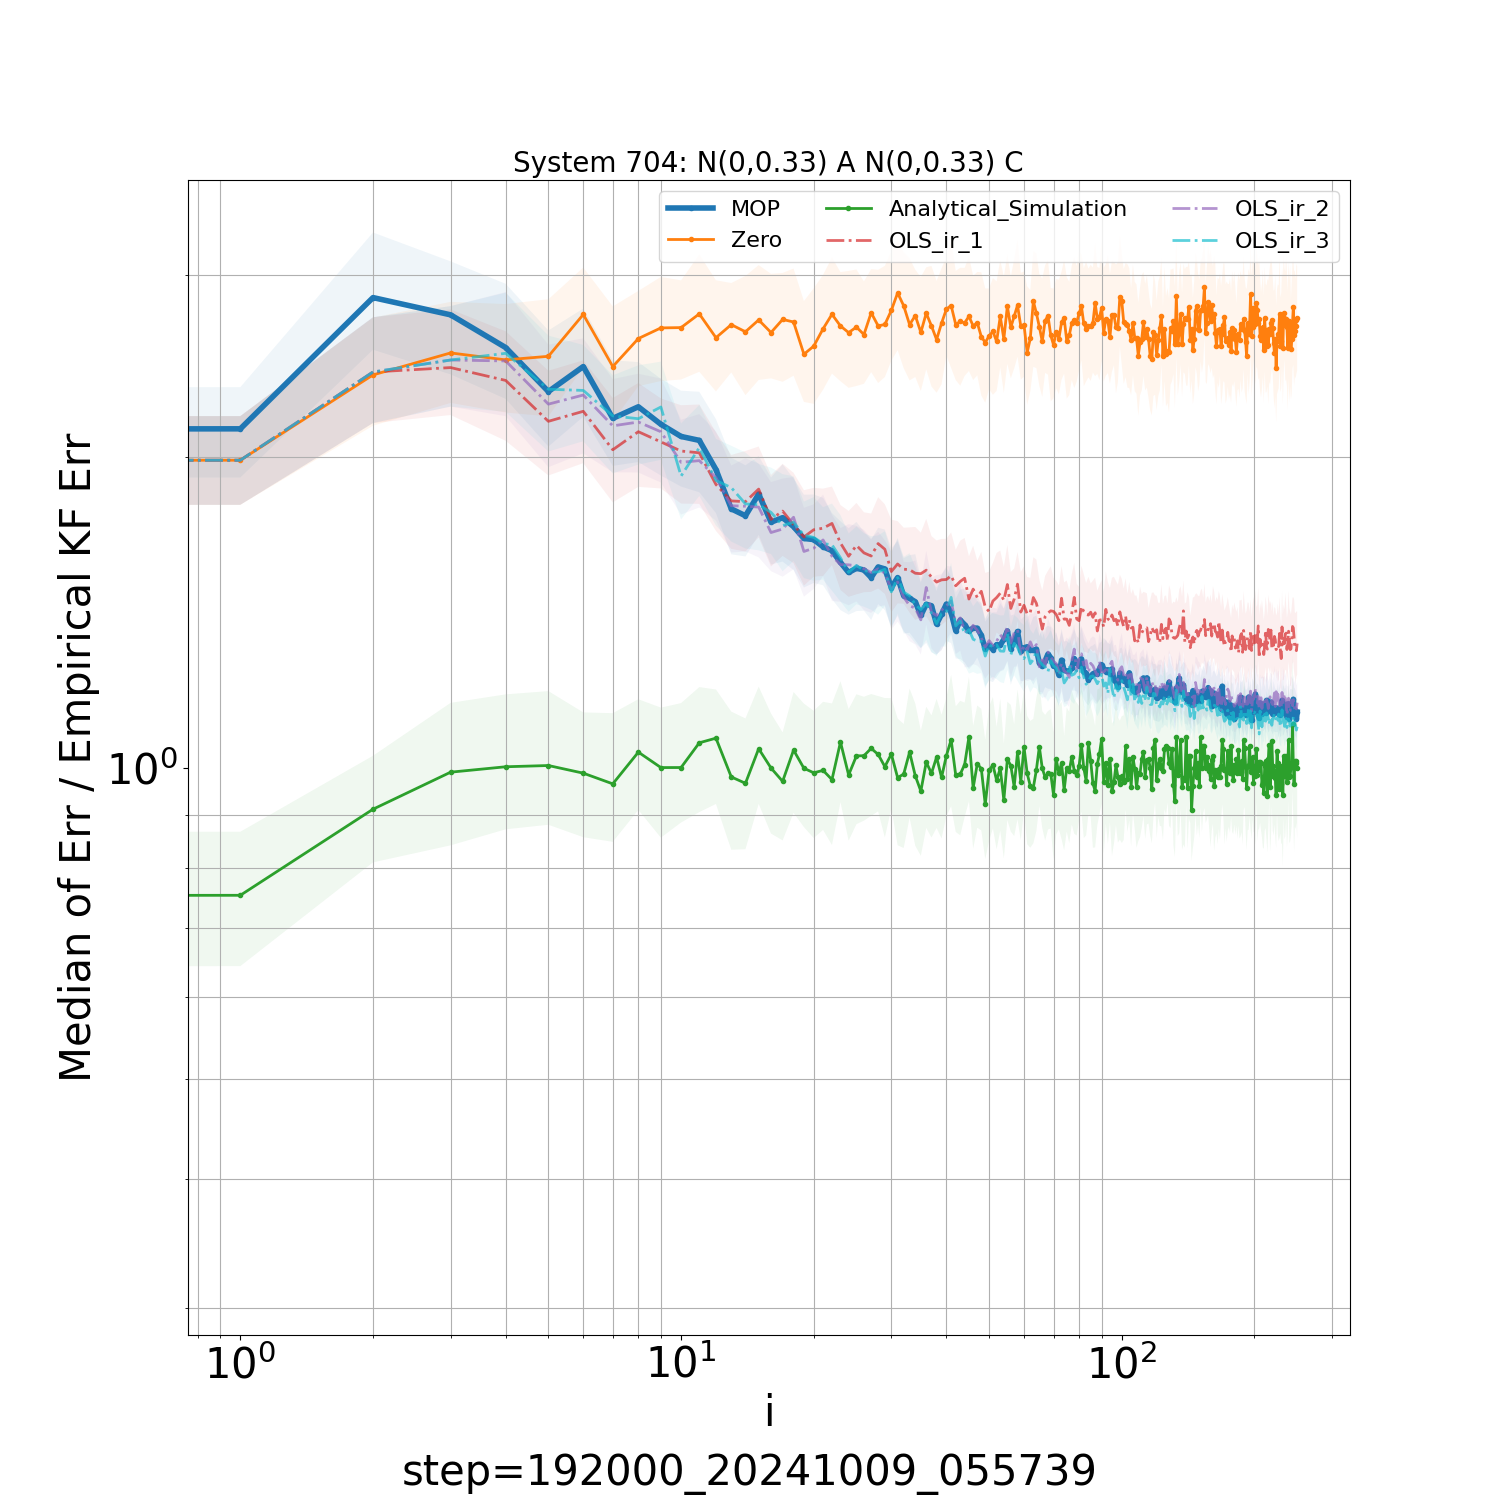 System 704: N(0,0.33) A N(0,0.33) C
MOP
Zero
Analytical_Simulation
OLS_ir_1
OLS_ir_2
OLS_ir_3
Median of Err / Empirical KF Err
10⁰
10⁰
10¹
10²
i
step=192000_20241009_055739